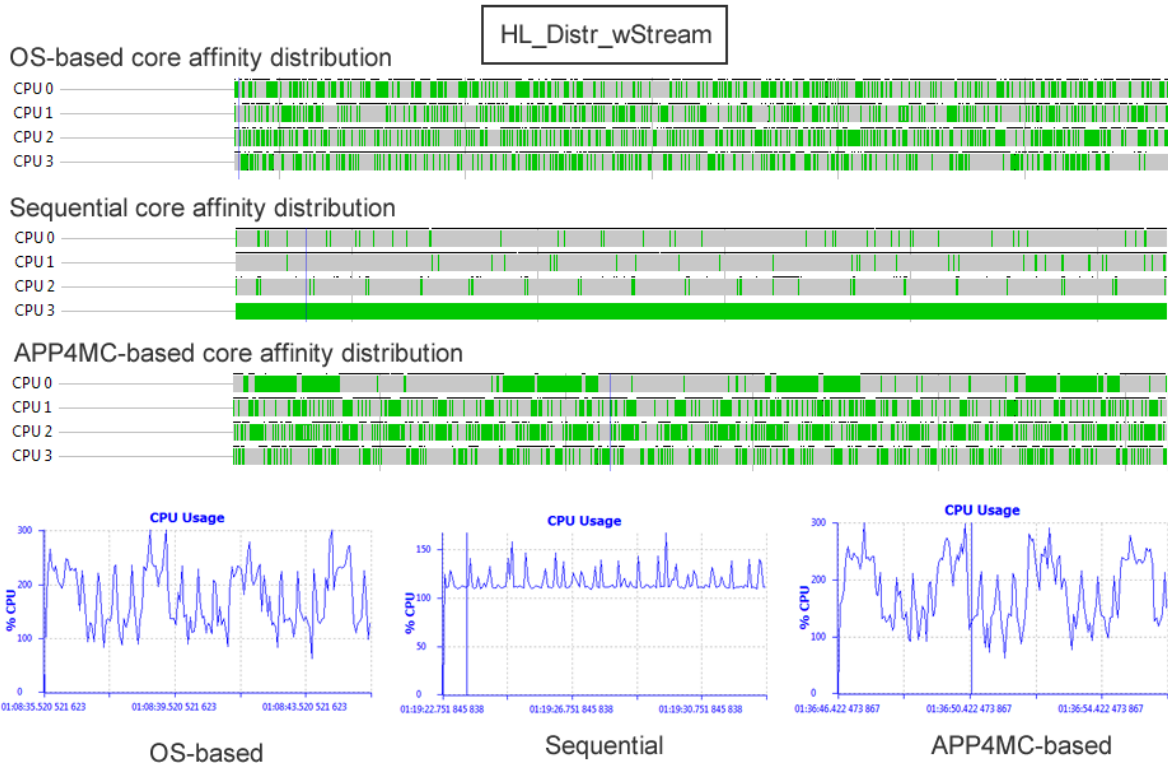 HL_Distr_wStream
OS-based core affinity distribution
CPU 0
CPU 1
CPU 2
CPU 3
Sequential core affinity distribution
CPU 0
CPU 1
CPU 2
CPU 3
APP4MC-based core affinity distribution
CPU 0
CPU 1
CPU 2
CPU 3
CPU Usage
300
200
100
0
% CPU
01:08:35.520 521 623 01:08:39.520 521 623 01:08:43.520 521 623
OS-based
CPU Usage
150
100
50
0
% CPU
01:19:22.751 845 838 01:19:26.751 845 838 01:19:30.751 845 838
Sequential
CPU Usage
300
200
100
0
% CPU
01:36:46.422 473 867 01:36:50.422 473 867 01:36:54.422 473 867
APP4MC-based